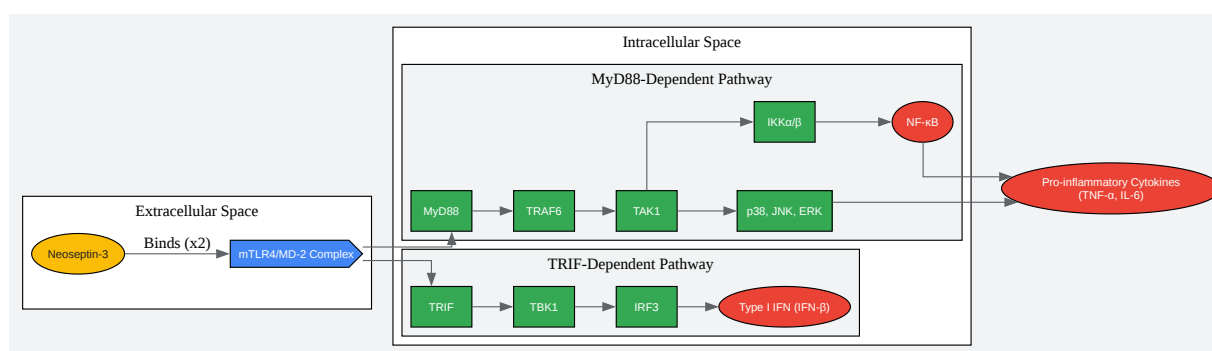 Intracellular Space
MyD88-Dependent Pathway
IKKα/β
NF-κB
Pro-inflammatory Cytokines
(TNF-α, IL-6)
MyD88
TRAF6
TAK1
p38, JNK, ERK
Extracellular Space
Neoseptin-3
Binds (x2)
mTLR4/MD-2 Complex
TRIF-Dependent Pathway
TRIF
TBK1
IRF3
Type I IFN (IFN-β)